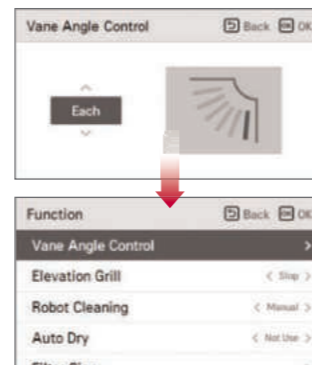 Vane Angle Control Back OK
Each
Function Back OK
Vane Angle Control >
Elevation Grill < Stop >
Robot Cleaning < Manual >
Auto Dry < Not Use >